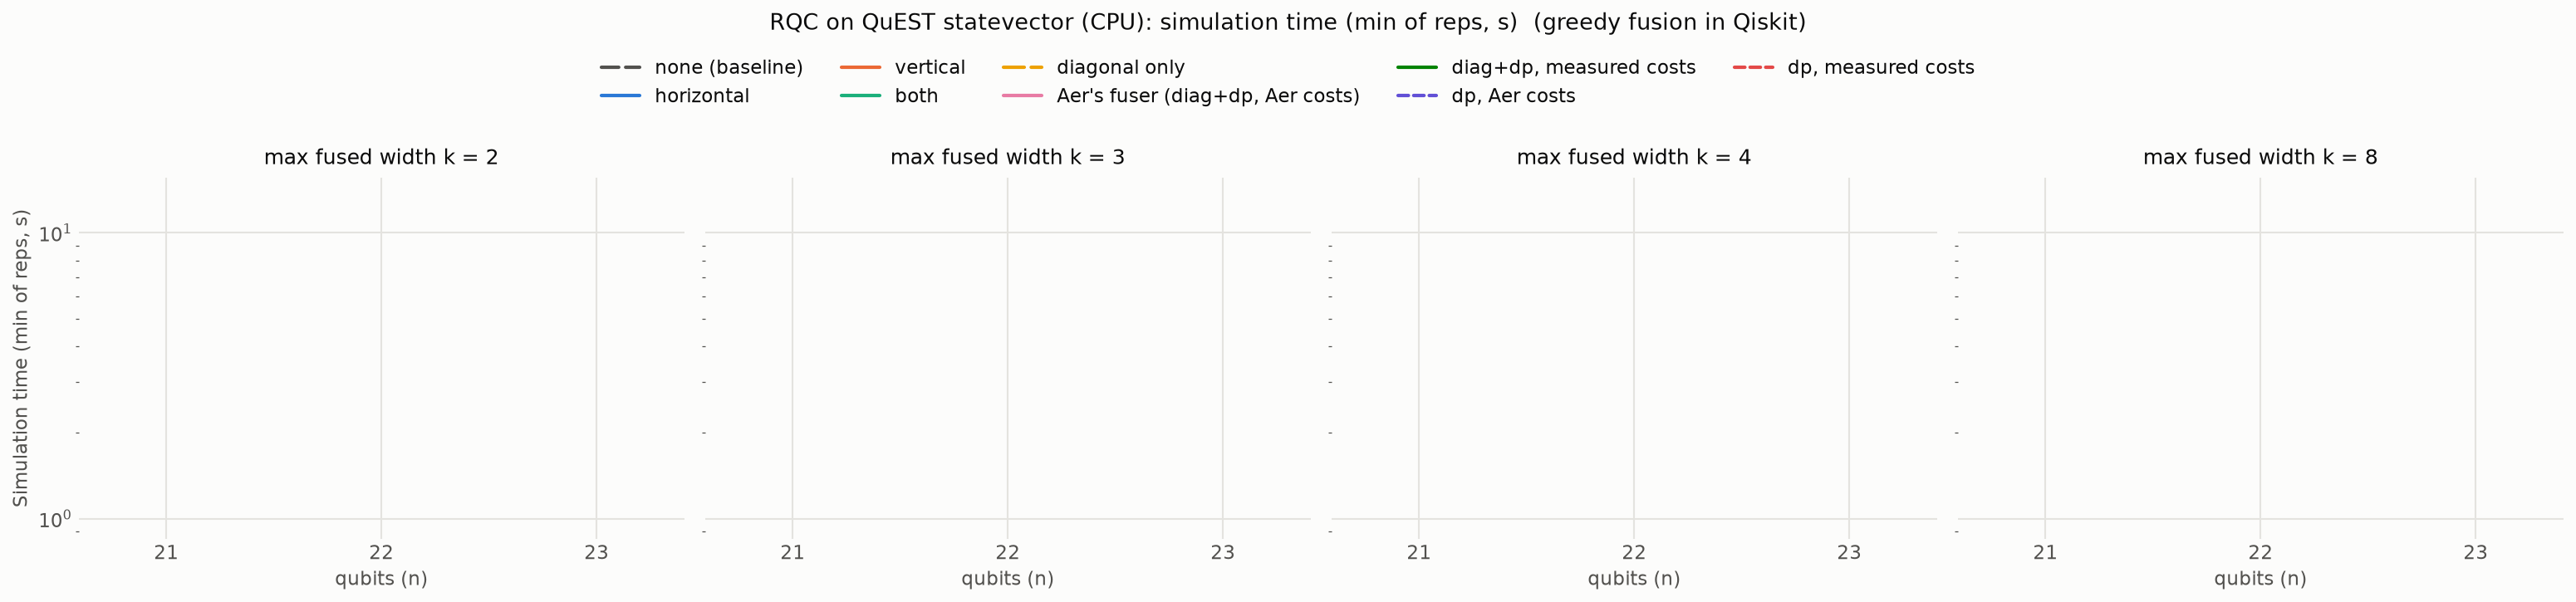 RQC on QuEST statevector (CPU): simulation time (min of reps, s)  (greedy fusion in Qiskit)
none (baseline) vertical diagonal only diag+dp, measured costs dp, measured costs
horizontal both Aer's fuser (diag+dp, Aer costs) dp, Aer costs
max fused width k = 2 max fused width k = 3 max fused width k = 4 max fused width k = 8
Simulation time (min of reps, s)
10¹
10⁰
21 22 23 21 22 23 21 22 23 21 22 23
qubits (n) qubits (n) qubits (n) qubits (n)